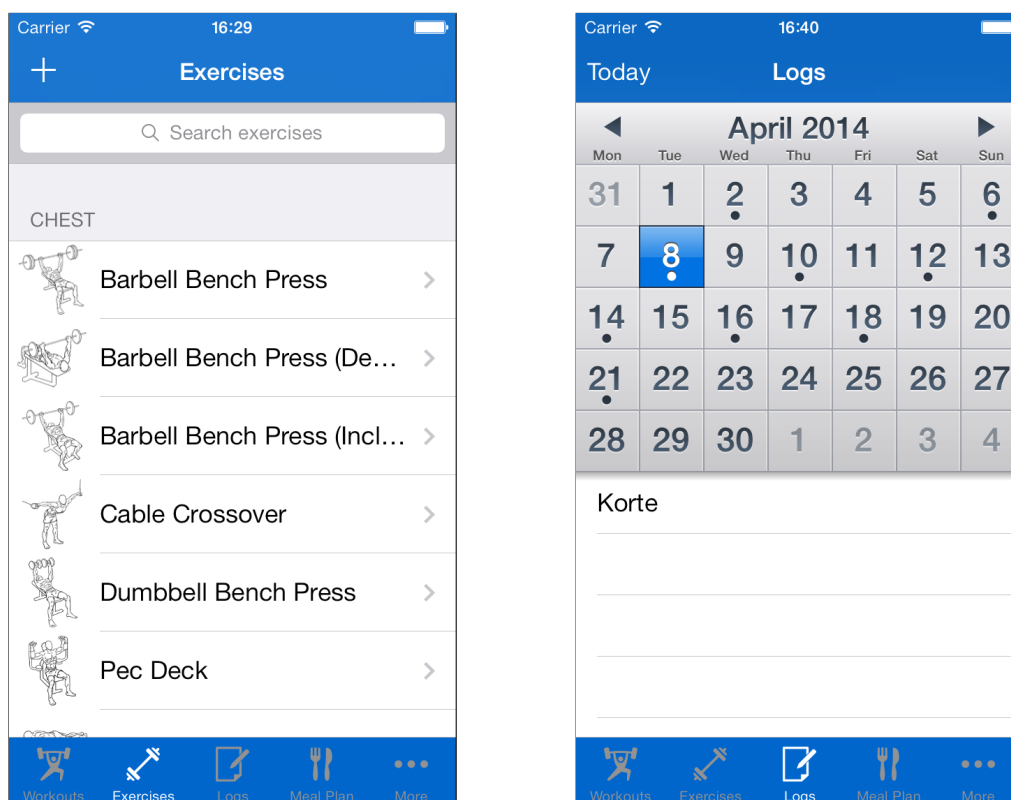 Carrier 16:29
Exercises
Search exercises
CHEST
Barbell Bench Press
Barbell Bench Press (De...
Barbell Bench Press (Incl...
Cable Crossover
Dumbbell Bench Press
Pec Deck
Workouts Exercises Logs Meal Plan More
Carrier 16:40
Today Logs
April 2014
Mon Tue Wed Thu Fri Sat Sun
31 1 2 3 4 5 6
7 8 9 10 11 12 13
14 15 16 17 18 19 20
21 22 23 24 25 26 27
28 29 30 1 2 3 4
Korte
Workouts Exercises Logs Meal Plan More